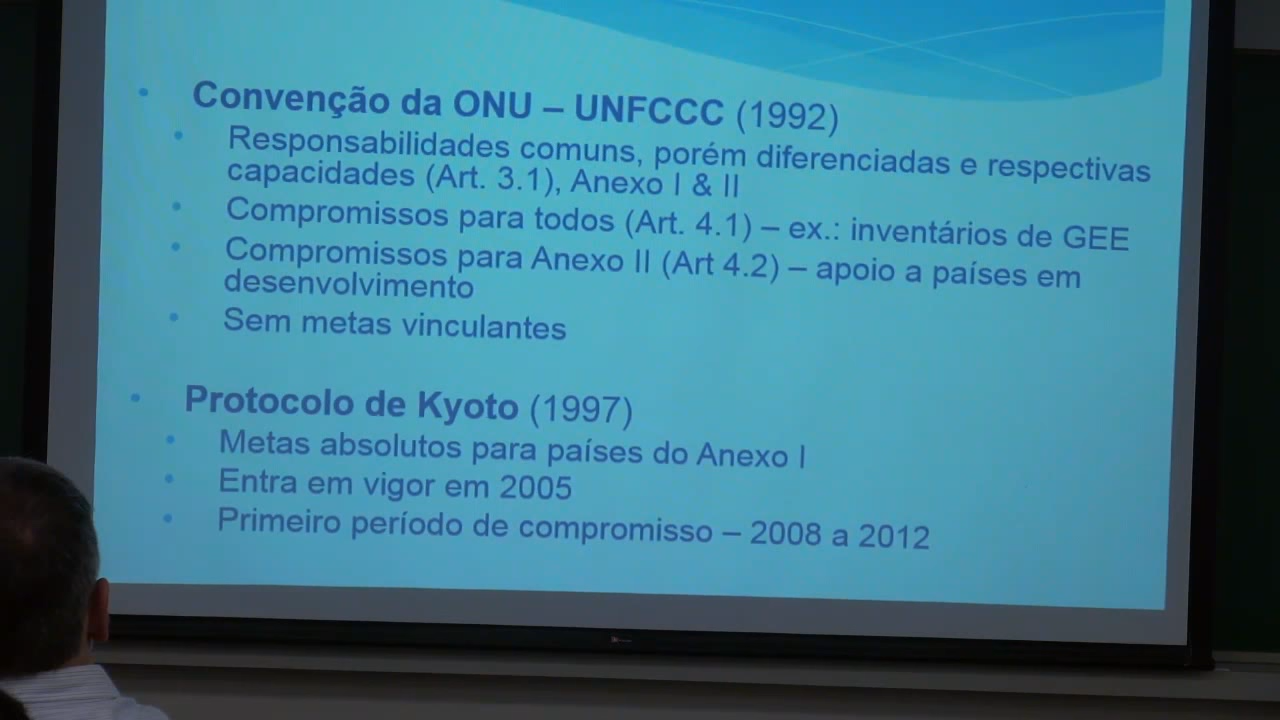 Convenção da ONU – UNFCCC (1992)
Responsabilidades comuns, porém diferenciadas e respectivas
capacidades (Art. 3.1), Anexo I & II
Compromissos para todos (Art. 4.1) – ex.: inventários de GEE
Compromissos para Anexo II (Art 4.2) – apoio a países em
desenvolvimento
Sem metas vinculantes
Protocolo de Kyoto (1997)
Metas absolutos para países do Anexo I
Entra em vigor em 2005
Primeiro período de compromisso – 2008 a 2012